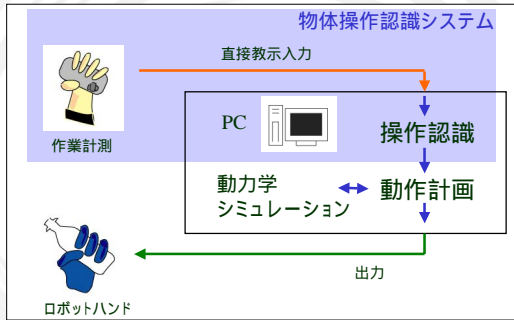 物体操作認識システム
直接教示入力
作業計測
PC
操作認識
動力学
シミュレーション
動作計画
出力
ロボットハンド